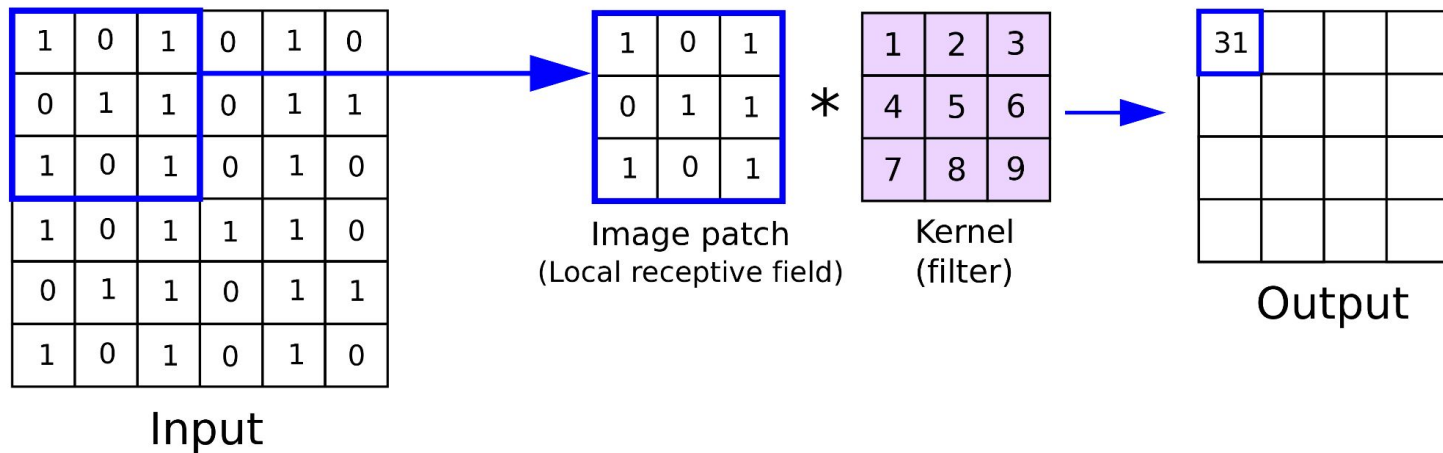 1 0 1 0 1 0
0 1 1 0 1 1
1 0 1 0 1 0
1 0 1 1 1 0
0 1 1 0 1 1
1 0 1 0 1 0
Input
1 0 1
0 1 1
1 0 1
Image patch
(Local receptive field)
*
1 2 3
4 5 6
7 8 9
Kernel
(filter)
31
Output